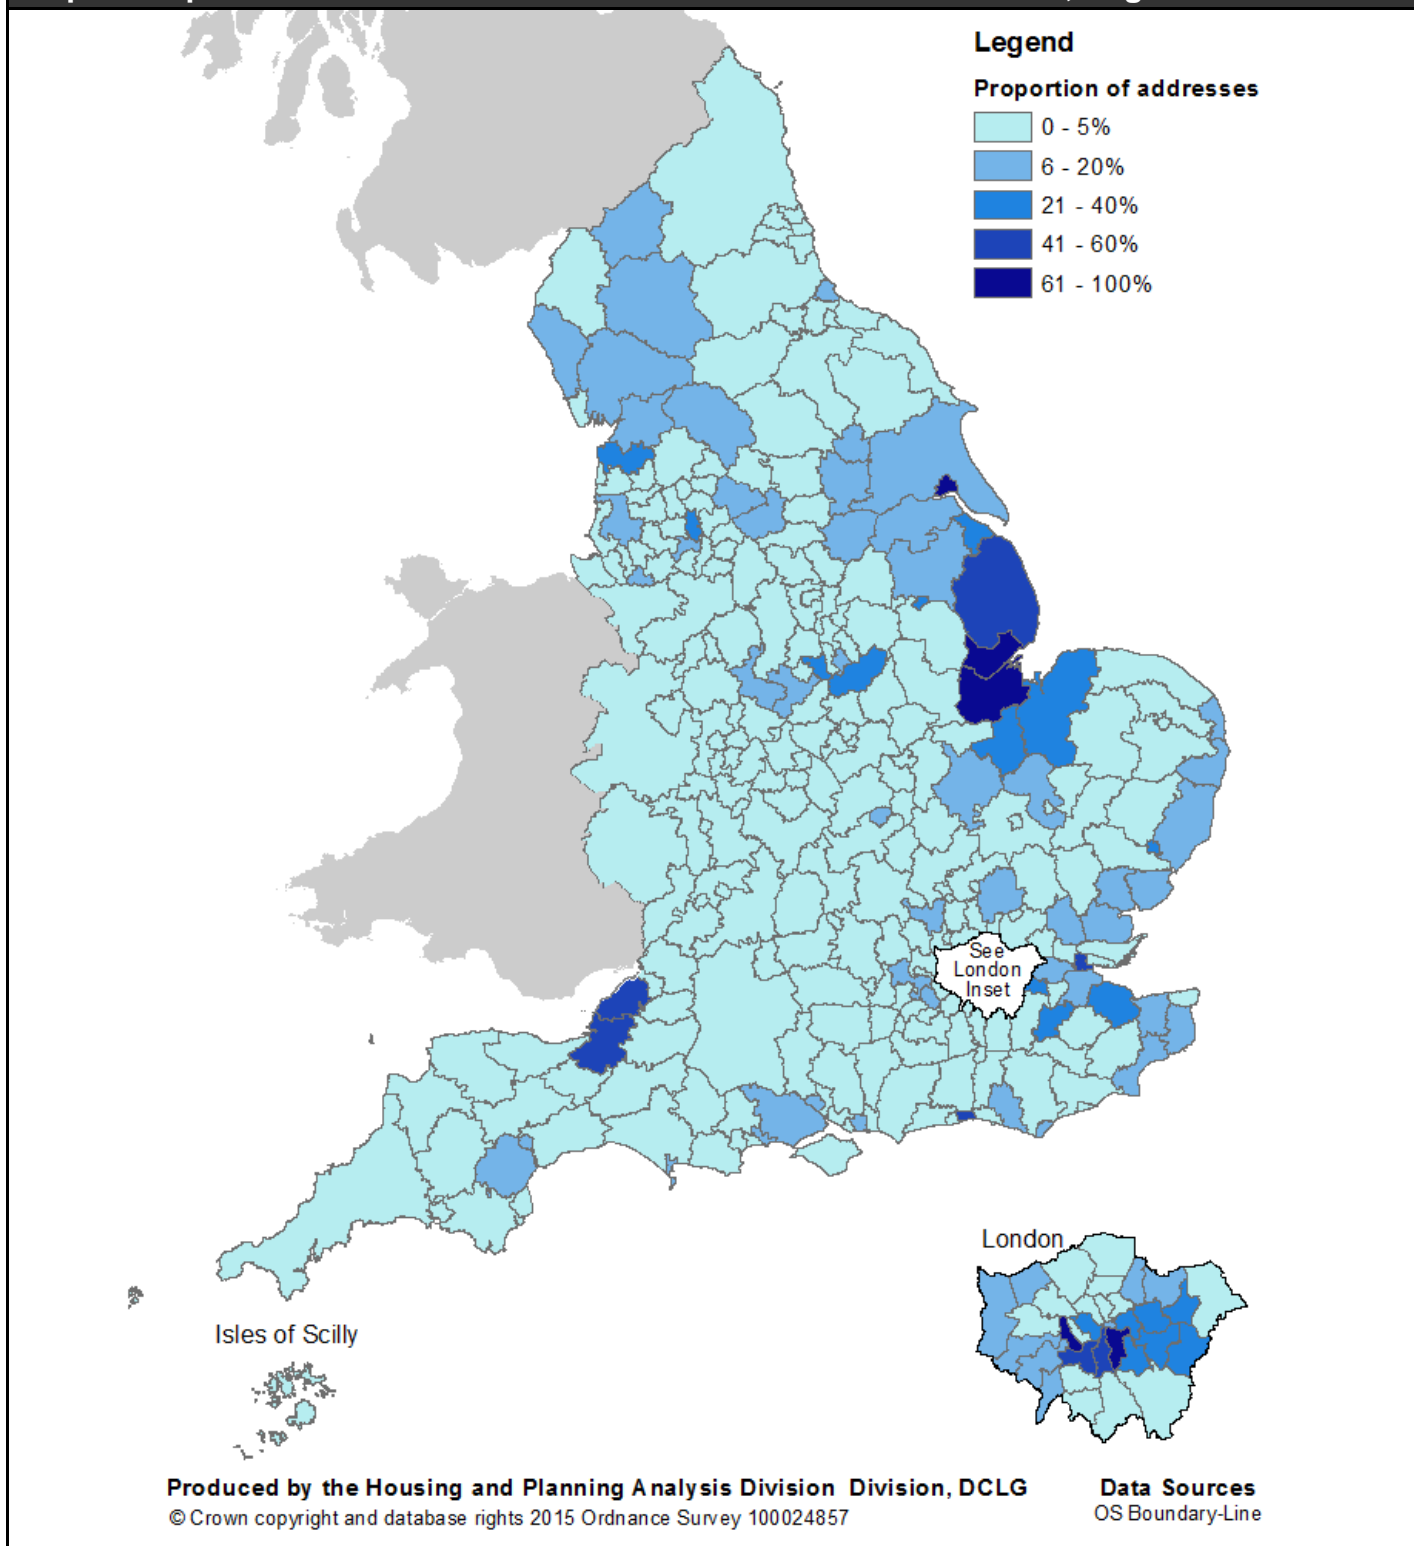 Legend
Proportion of addresses
0 - 5%
6 - 20%
21 - 40%
41 - 60%
61 - 100%
See
London
Inset
London
Isles of Scilly
Produced by the Housing and Planning Analysis Division Division, DCLG
© Crown copyright and database rights 2015 Ordnance Survey 100024857
Data Sources
OS Boundary-Line